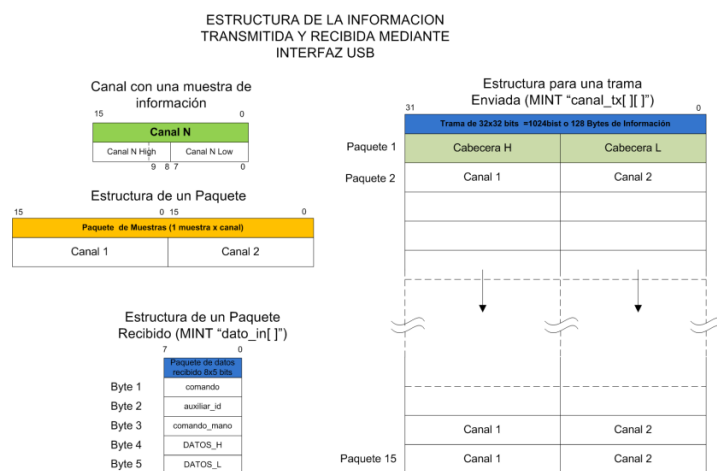 ESTRUCTURA DE LA INFORMACION
TRANSMITIDA Y RECIBIDA MEDIANTE
INTERFAZ USB
Canal con una muestra de
información
15 0
Canal N
Canal N High Canal N Low
9 8 7 0
Estructura de un Paquete
15 0 15 0
Paquete de Muestras (1 muestra x canal)
Canal 1 Canal 2
Estructura de un Paquete
Recibido (MINT “dato_in[ ]”)
7 0
Paquete de datos
recibido 8x5 bits
Byte 1 comando
Byte 2 auxiliar_id
Byte 3 comando_mano
Byte 4 DATOS_H
Byte 5 DATOS_L
Estructura para una trama
Enviada (MINT “canal_tx[ ][ ]”)
31 0
Trama de 32x32 bits =1024bist o 128 Bytes de Información
Paquete 1 Cabecera H Cabecera L
Paquete 2 Canal 1 Canal 2
Canal 1 Canal 2
Paquete 15 Canal 1 Canal 2